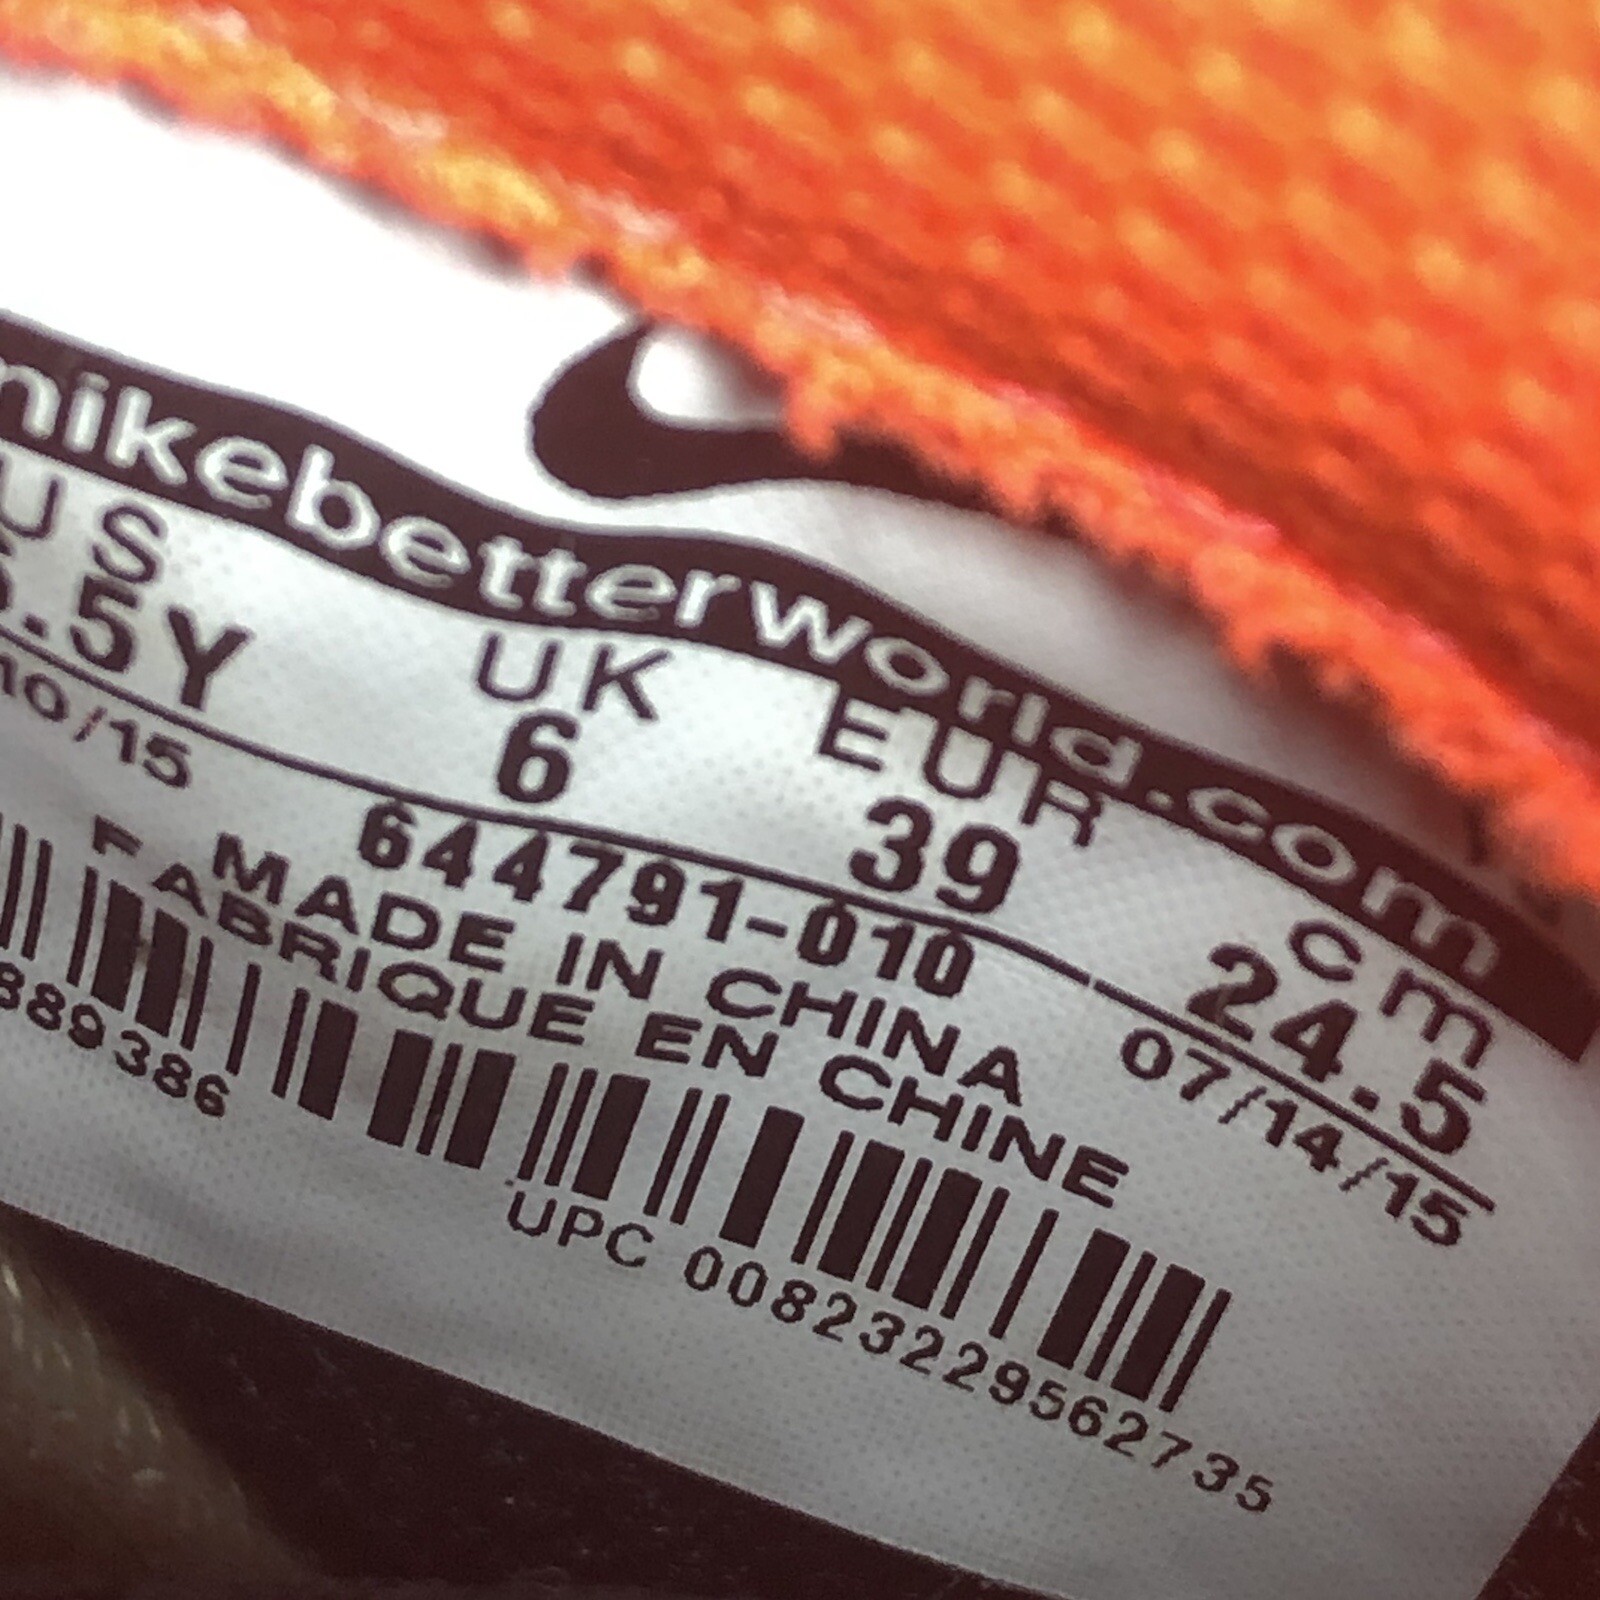 nikebetterworld.com
US UK EUR cm
.5Y 6 39 24.5
10/15 644791-010 07/14/15
MADE IN CHINA
FABRIQUE EN CHINE
889386 UPC 00823229562735